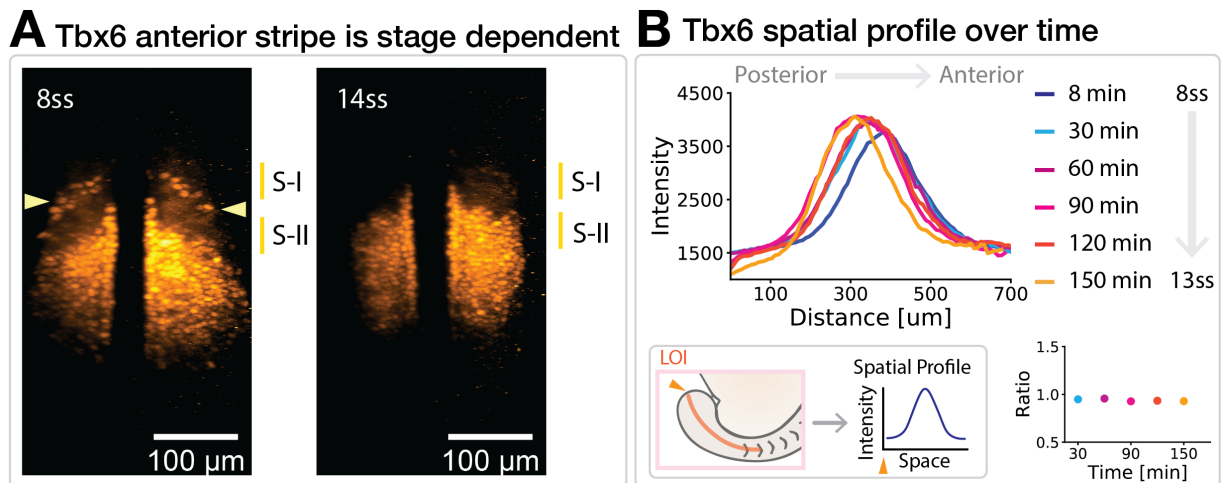 A Tbx6 anterior stripe is stage dependent
8ss
S-I
S-II
100 µm
14ss
S-I
S-II
100 µm
B Tbx6 spatial profile over time
Posterior
Anterior
4500
3500
2500
1500
Intensity
100
300
500
700
Distance [um]
8 min
30 min
60 min
90 min
120 min
150 min
8ss
13ss
LOI
Spatial Profile
Intensity
Space
1.5
1.0
0.5
Ratio
30
90
150
Time [min]